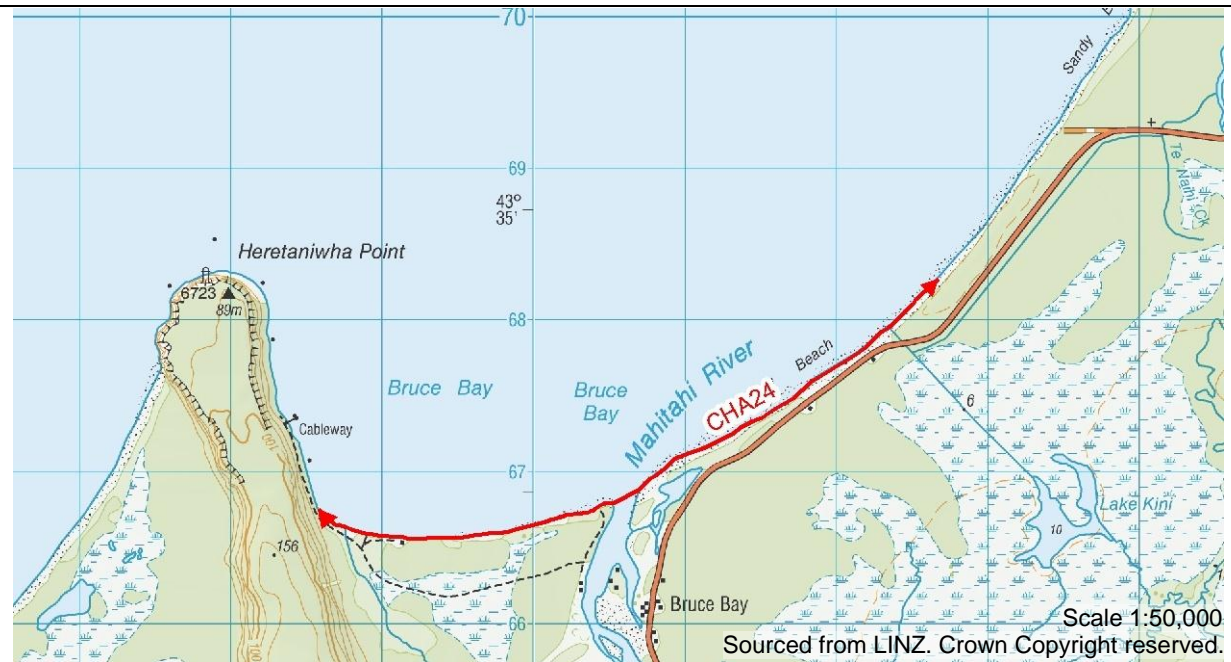 70
Sandy
69
43°
35'
Te Naihi Ck
Heretaniwha Point
6723
89m
68
Bruce Bay
Bruce
Bay
Mahitahi River
CHA24
Beach
6
Cableway
67
Lake Kini
10
156
Bruce Bay
66
100
Scale 1:50,000
Sourced from LINZ. Crown Copyright reserved.